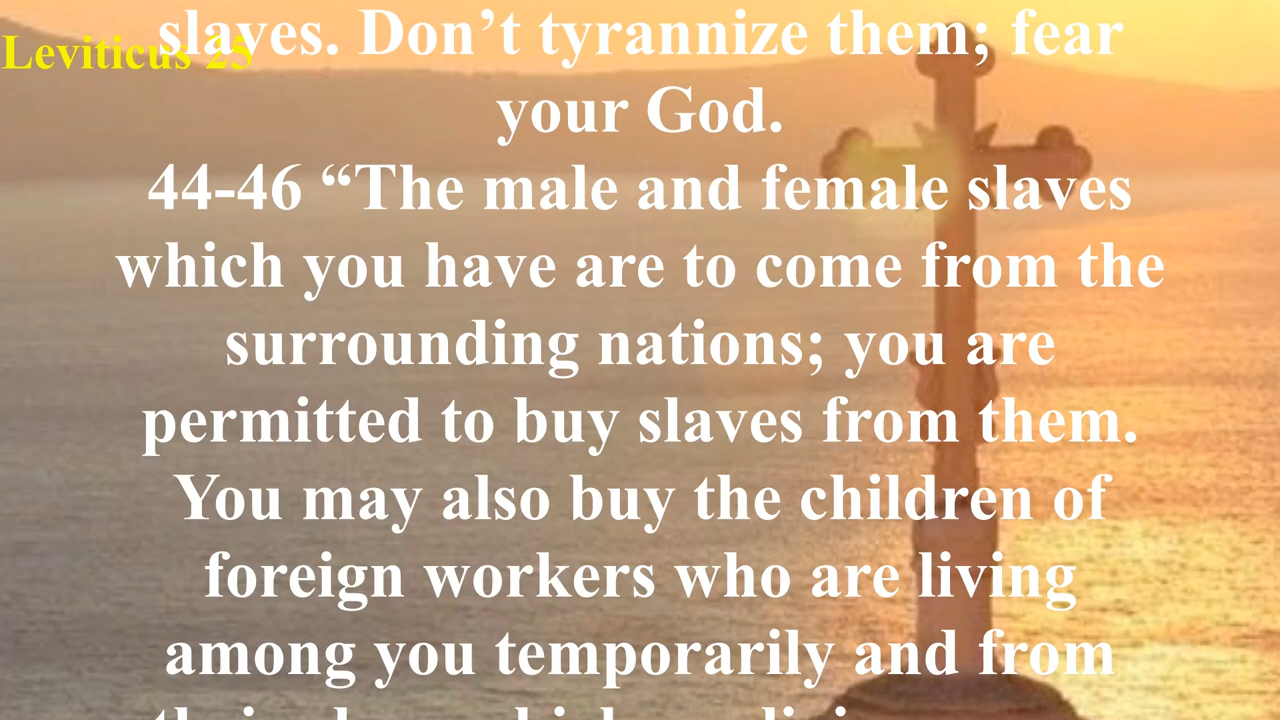 Leviticus 25
slaves. Don’t tyrannize them; fear
your God.
44-46 “The male and female slaves
which you have are to come from the
surrounding nations; you are
permitted to buy slaves from them.
You may also buy the children of
foreign workers who are living
among you temporarily and from